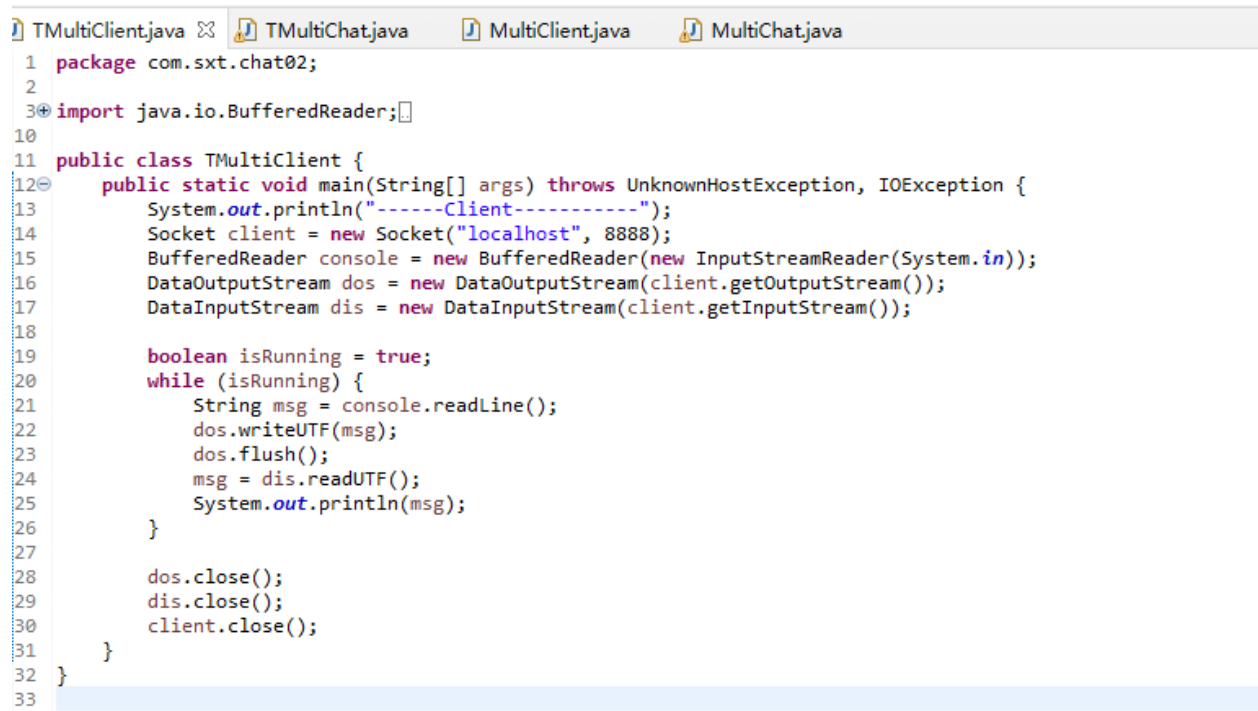 TMultiClient.java TMultiChat.java MultiClient.java MultiChat.java
1 package com.sxt.chat02;
2
3 import java.io.BufferedReader;
10
11 public class TMultiClient {
12     public static void main(String[] args) throws UnknownHostException, IOException {
13         System.out.println("------Client-----------");
14         Socket client = new Socket("localhost", 8888);
15         BufferedReader console = new BufferedReader(new InputStreamReader(System.in));
16         DataOutputStream dos = new DataOutputStream(client.getOutputStream());
17         DataInputStream dis = new DataInputStream(client.getInputStream());
18
19         boolean isRunning = true;
20         while (isRunning) {
21             String msg = console.readLine();
22             dos.writeUTF(msg);
23             dos.flush();
24             msg = dis.readUTF();
25             System.out.println(msg);
26         }
27
28         dos.close();
29         dis.close();
30         client.close();
31     }
32 }
33